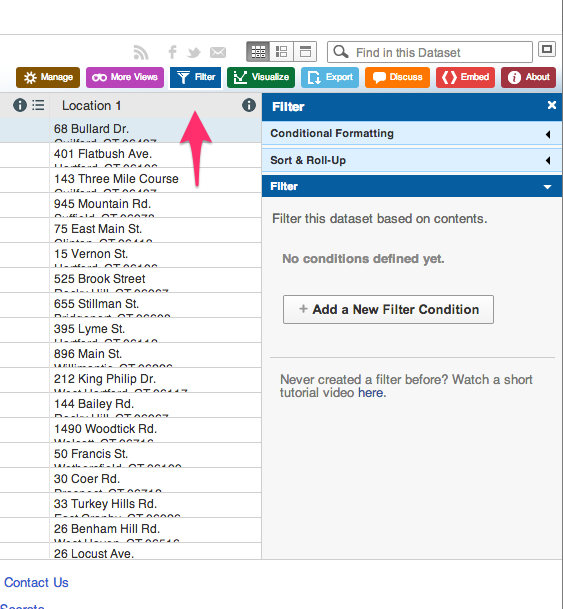 Find in this Dataset
Manage
More Views
Filter
Visualize
Export
Discuss
Embed
About
Location 1
68 Bullard Dr.
401 Flatbush Ave.
143 Three Mile Course
945 Mountain Rd.
75 East Main St.
15 Vernon St.
525 Brook Street
655 Stillman St.
395 Lyme St.
896 Main St.
212 King Philip Dr.
144 Bailey Rd.
1490 Woodtick Rd.
50 Francis St.
30 Coer Rd.
33 Turkey Hills Rd.
26 Benham Hill Rd.
26 Locust Ave.
Filter
Conditional Formatting
Sort & Roll-Up
Filter
Filter this dataset based on contents.
No conditions defined yet.
+ Add a New Filter Condition
Never created a filter before? Watch a short
tutorial video here.
Contact Us